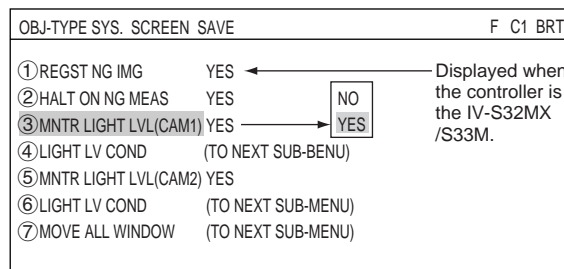 OBJ-TYPE SYS. SCREEN SAVE F C1 BRT
①REGST NG IMG YES
②HALT ON NG MEAS YES
③MNTR LIGHT LVL(CAM1) YES
④LIGHT LV COND (TO NEXT SUB-BENU)
⑤MNTR LIGHT LVL(CAM2) YES
⑥LIGHT LV COND (TO NEXT SUB-MENU)
⑦MOVE ALL WINDOW (TO NEXT SUB-MENU)
NO
YES
Displayed when
the controller is
the IV-S32MX
/S33M.